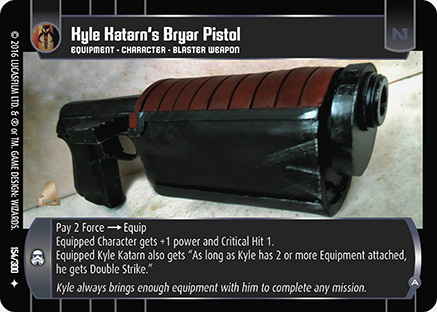 Kyle Katarn's Bryar Pistol
EQUIPMENT - CHARACTER - BLASTER WEAPON
N
© 2016 LUCASFILM LTD. & ® or TM. GAME DESIGN: WIZARDS.
154/300
Pay 2 Force → Equip
Equipped Character gets +1 power and Critical Hit 1.
Equipped Kyle Katarn also gets "As long as Kyle has 2 or more Equipment attached,
he gets Double Strike."
Kyle always brings enough equipment with him to complete any mission.
A